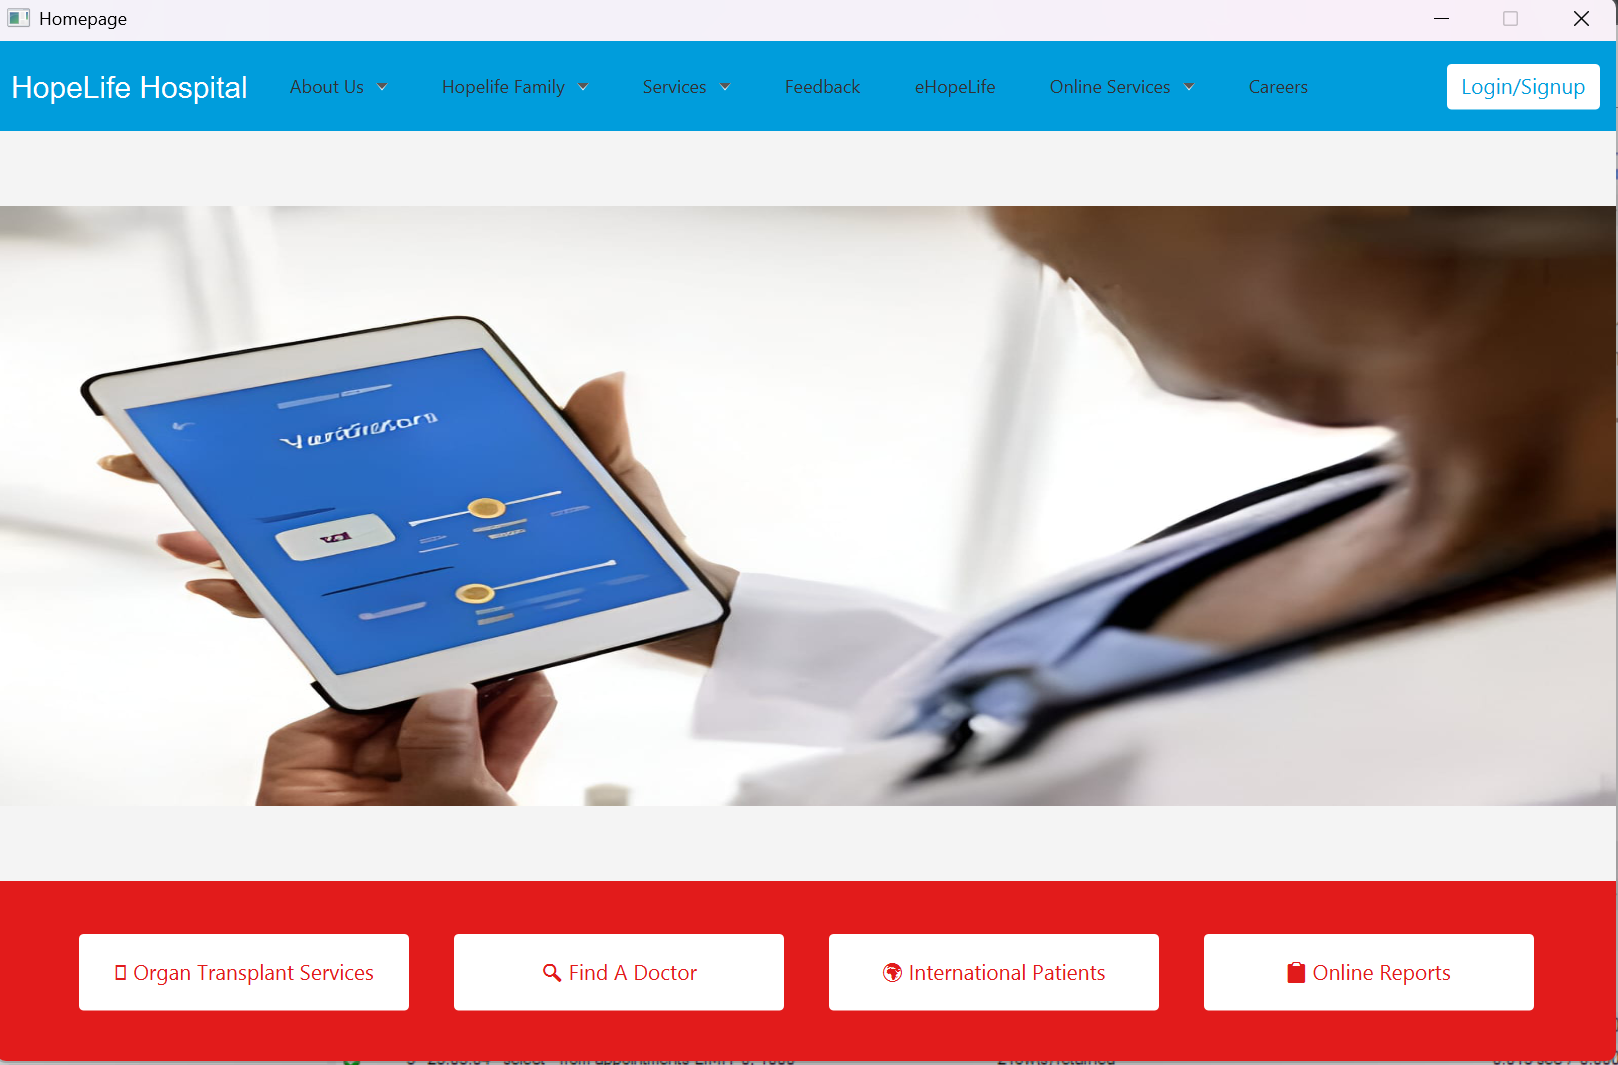 Homepage
HopeLife Hospital
About Us
Hopelife Family
Services
Feedback
eHopeLife
Online Services
Careers
Login/Signup
Organ Transplant Services
Find A Doctor
International Patients
Online Reports